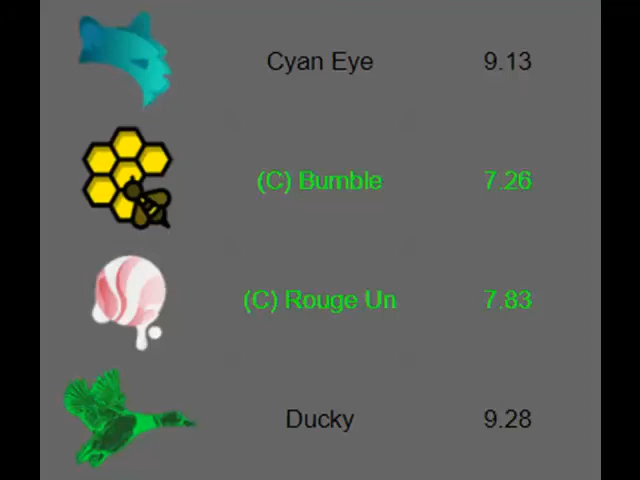 Cyan Eye 9.13
(C) Bumble 7.26
(C) Rouge Un 7.83
Ducky 9.28